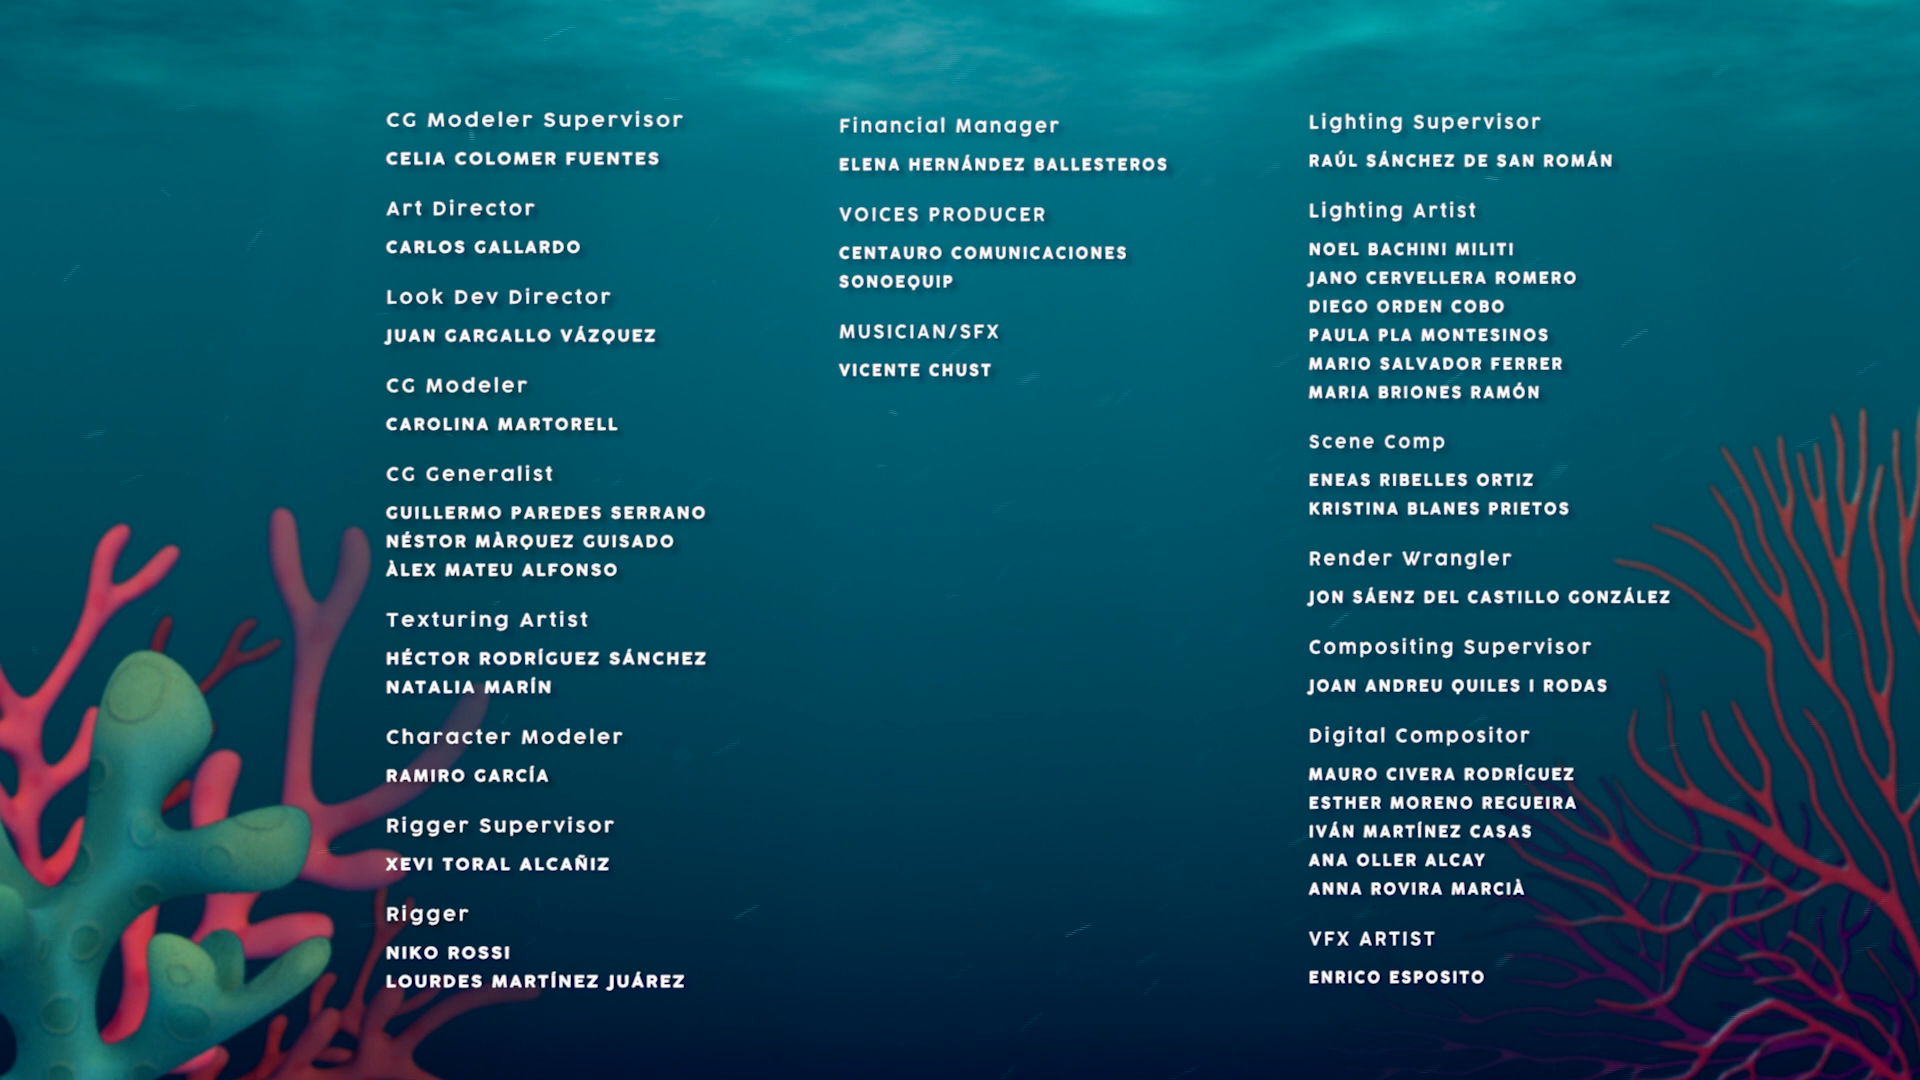 CG Modeler Supervisor
CELIA COLOMER FUENTES
Art Director
CARLOS GALLARDO
Look Dev Director
JUAN GARGALLO VÁZQUEZ
CG Modeler
CAROLINA MARTORELL
CG Generalist
GUILLERMO PAREDES SERRANO
NÉSTOR MÀRQUEZ GUISADO
ÀLEX MATEU ALFONSO
Texturing Artist
HÉCTOR RODRÍGUEZ SÁNCHEZ
NATALIA MARÍN
Character Modeler
RAMIRO GARCÍA
Rigger Supervisor
XEVI TORAL ALCAÑIZ
Rigger
NIKO ROSSI
LOURDES MARTÍNEZ JUÁREZ
Financial Manager
ELENA HERNÁNDEZ BALLESTEROS
VOICES PRODUCER
CENTAURO COMUNICACIONES
SONOEQUIP
MUSICIAN/SFX
VICENTE CHUST
Lighting Supervisor
RAÚL SÁNCHEZ DE SAN ROMÁN
Lighting Artist
NOEL BACHINI MILITI
JANO CERVELLERA ROMERO
DIEGO ORDEN COBO
PAULA PLA MONTESINOS
MARIO SALVADOR FERRER
MARIA BRIONES RAMÓN
Scene Comp
ENEAS RIBELLES ORTIZ
KRISTINA BLANES PRIETOS
Render Wrangler
JON SÁENZ DEL CASTILLO GONZÁLEZ
Compositing Supervisor
JOAN ANDREU QUILES I RODAS
Digital Compositor
MAURO CIVERA RODRÍGUEZ
ESTHER MORENO REGUEIRA
IVÁN MARTÍNEZ CASAS
ANA OLLER ALCAY
ANNA ROVIRA MARCIÀ
VFX ARTIST
ENRICO ESPOSITO